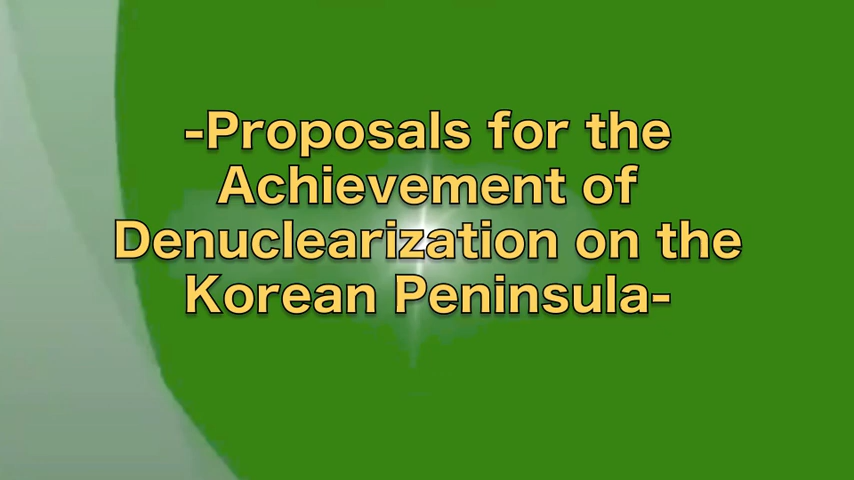 -Proposals for the
Achievement of
Denuclearization on the
Korean Peninsula-